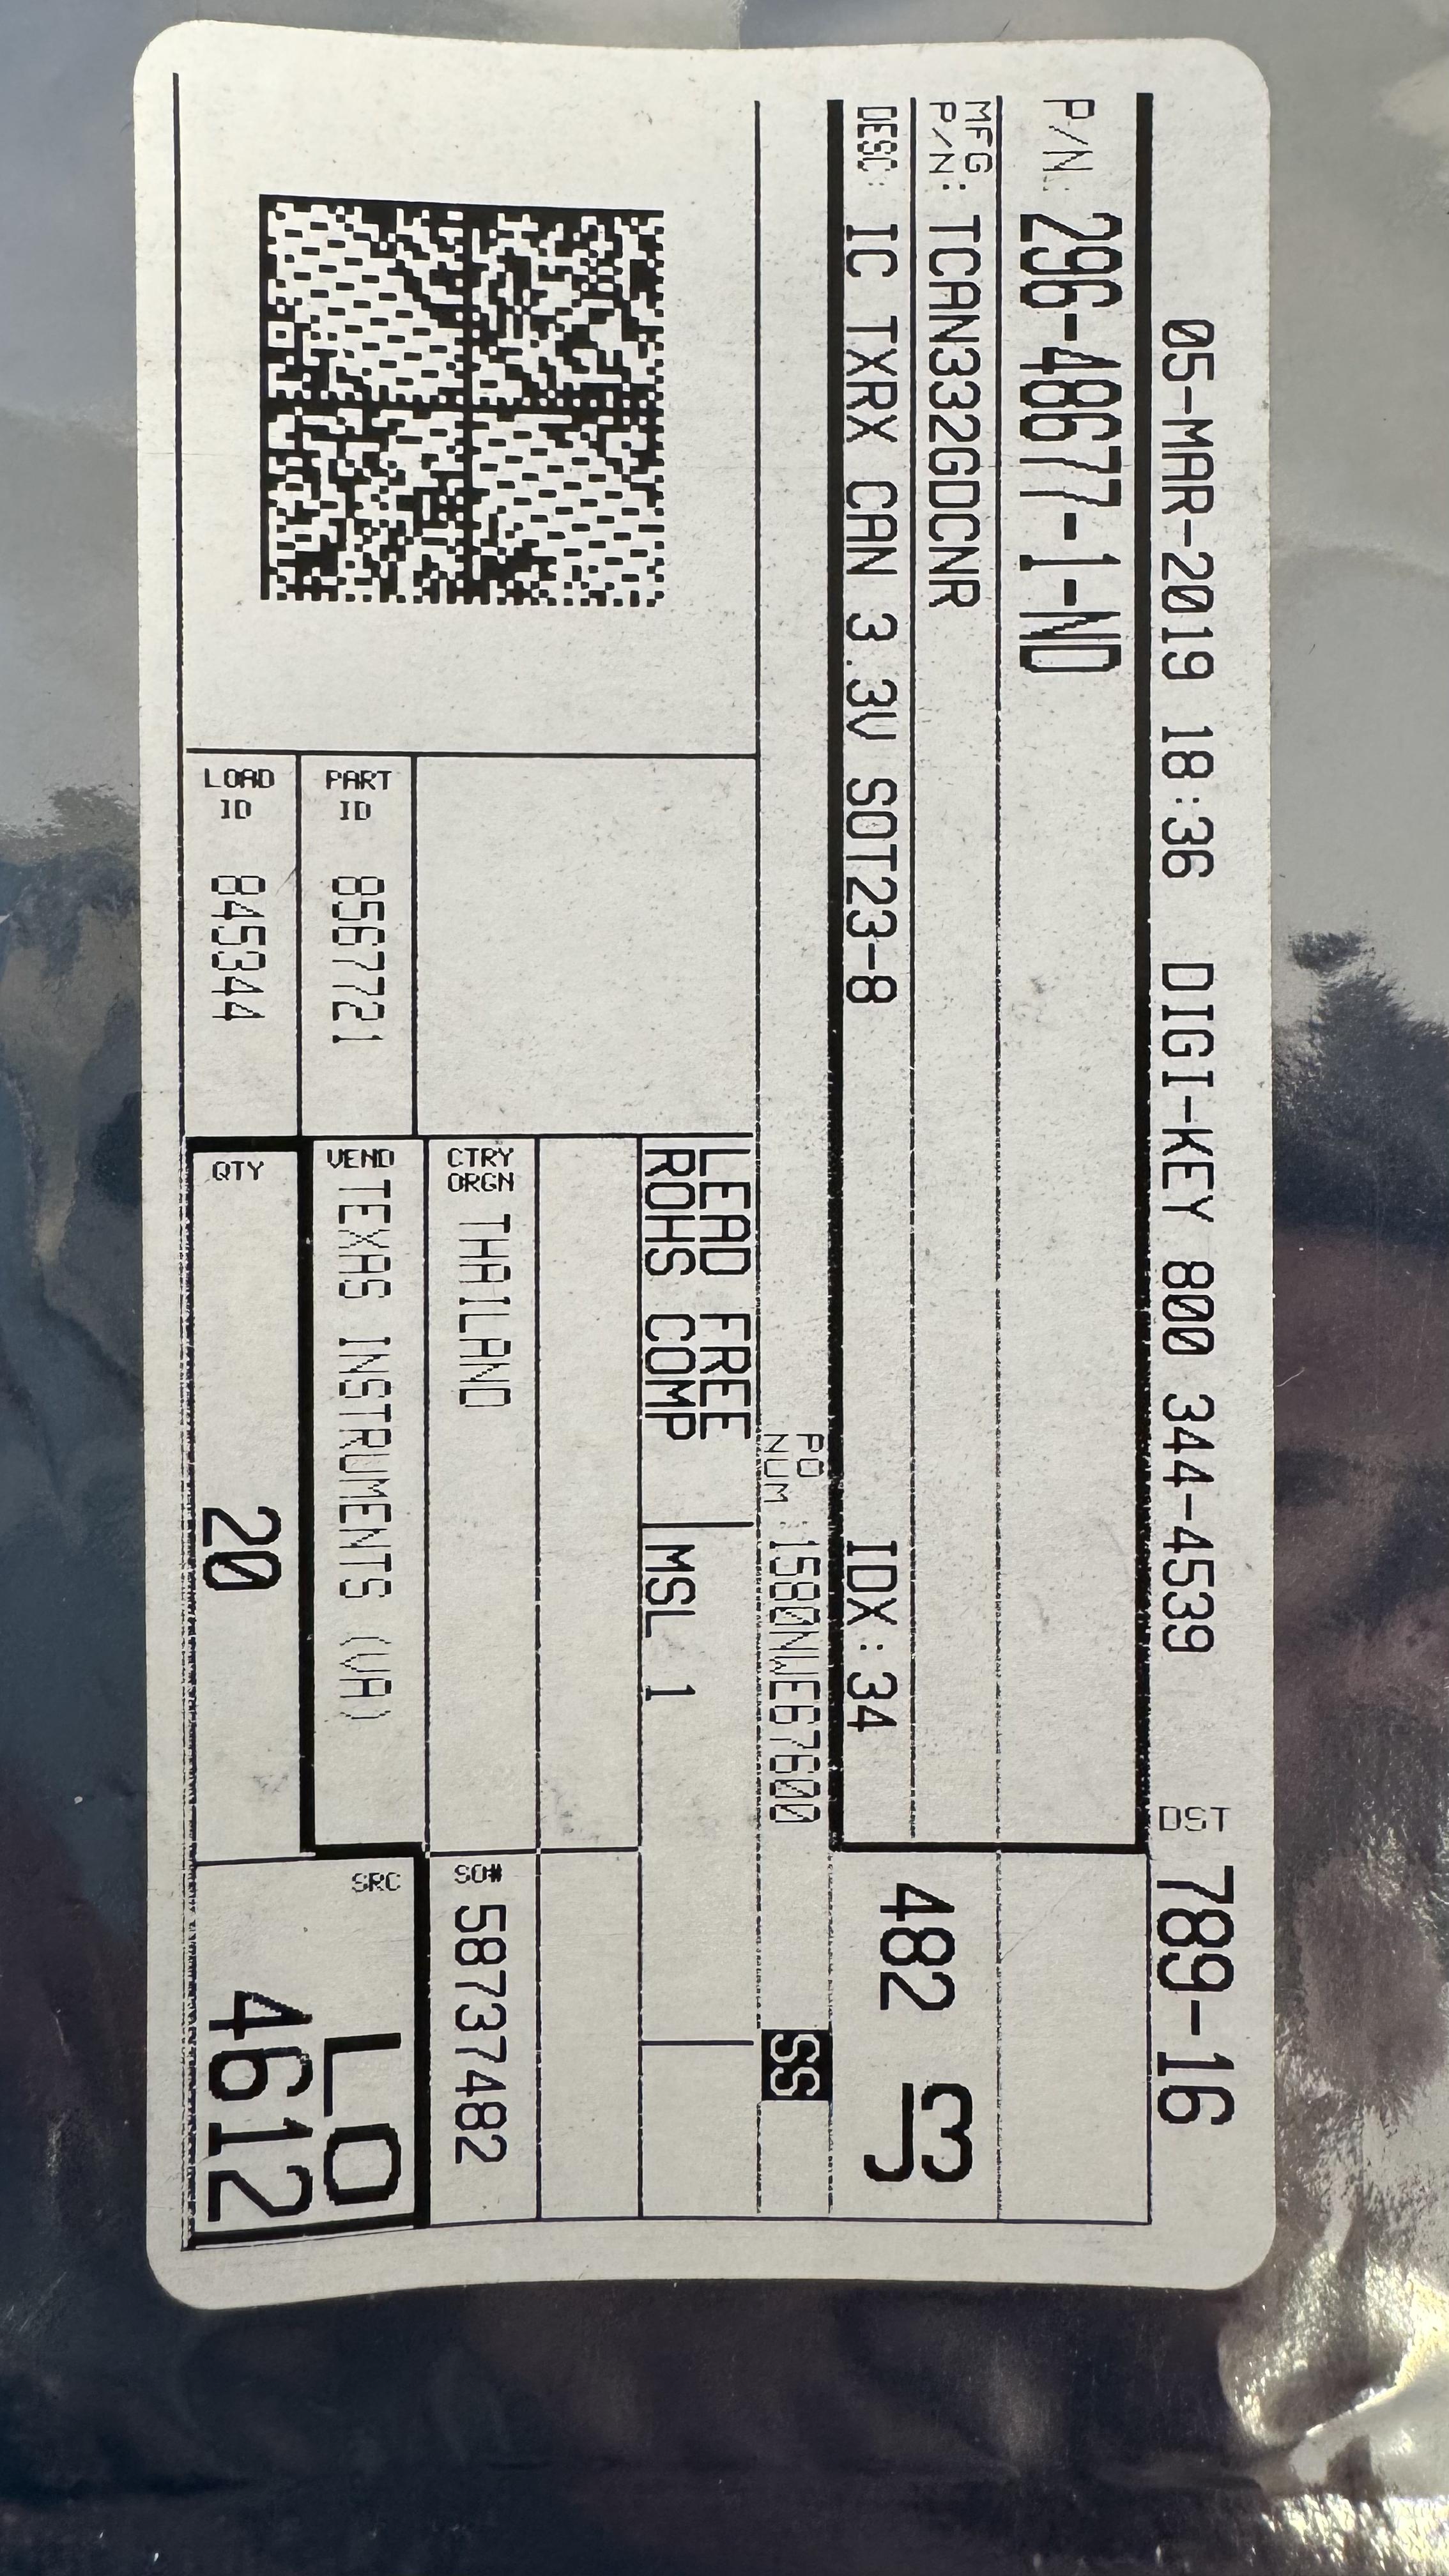 05-MAR-2019 18:36 DIGI-KEY 800 344-4539 DST 789-16
P/N: 296-48677-1-ND
MFG
P/N: TCAN332GDCNR
DESC: IC TXRX CAN 3.3V SOT23-8 IDX:34
482 J3
PO
NUM :1580NWE67600 SS
LEAD FREE
ROHS COMP
MSL 1
CTRY
ORGN THAILAND
SO# 58737482
PART
ID 8567721
VEND TEXAS INSTRUMENTS (VA)
SRC LO
4612
LOAD
ID 845344
QTY 20